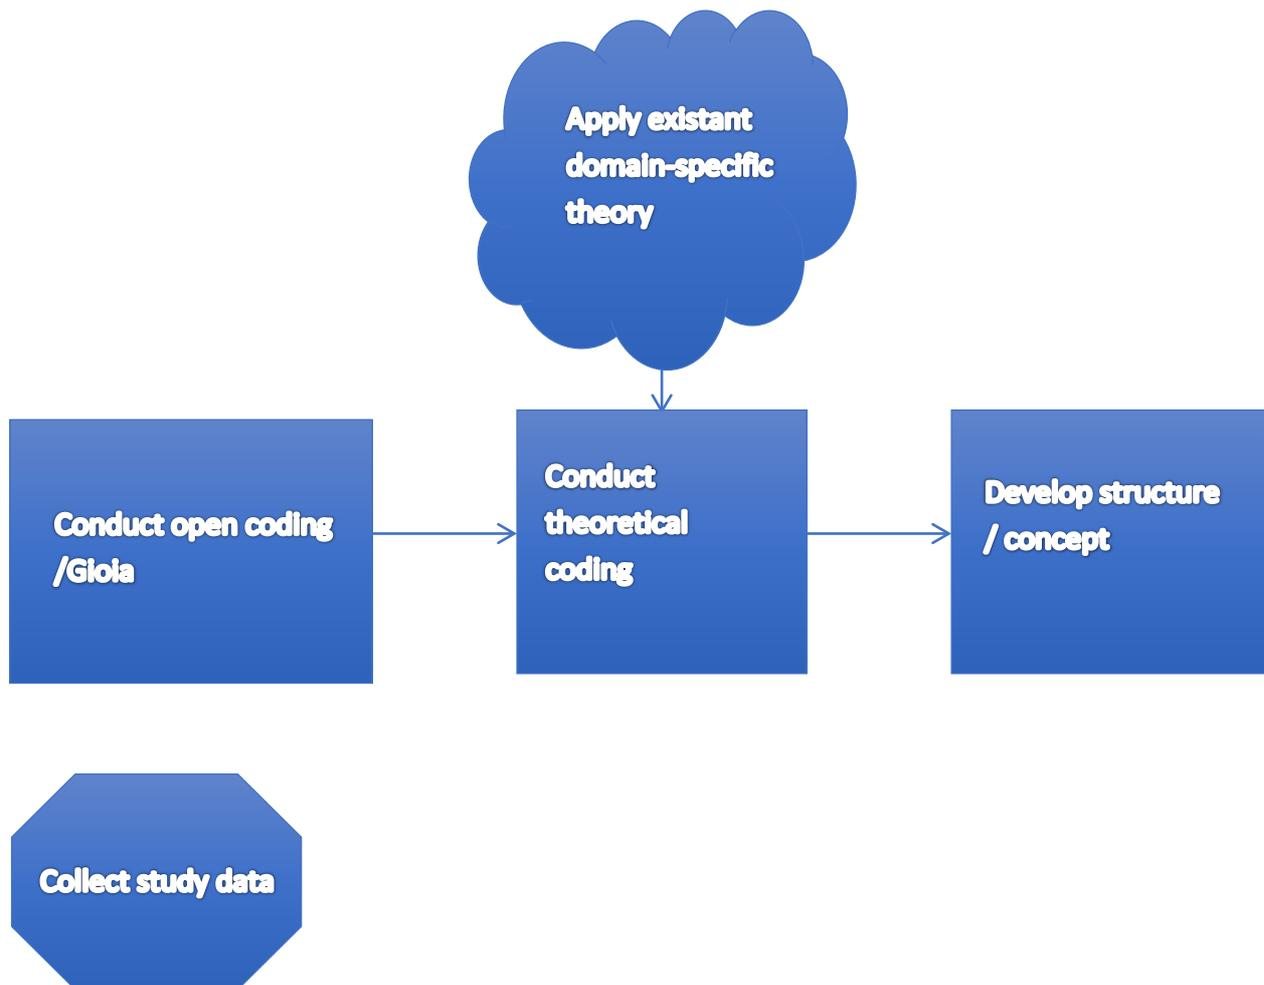 Apply existant
domain-specific
theory
Conduct open coding
/Gioia
Conduct
theoretical
coding
Develop structure
/ concept
Collect study data